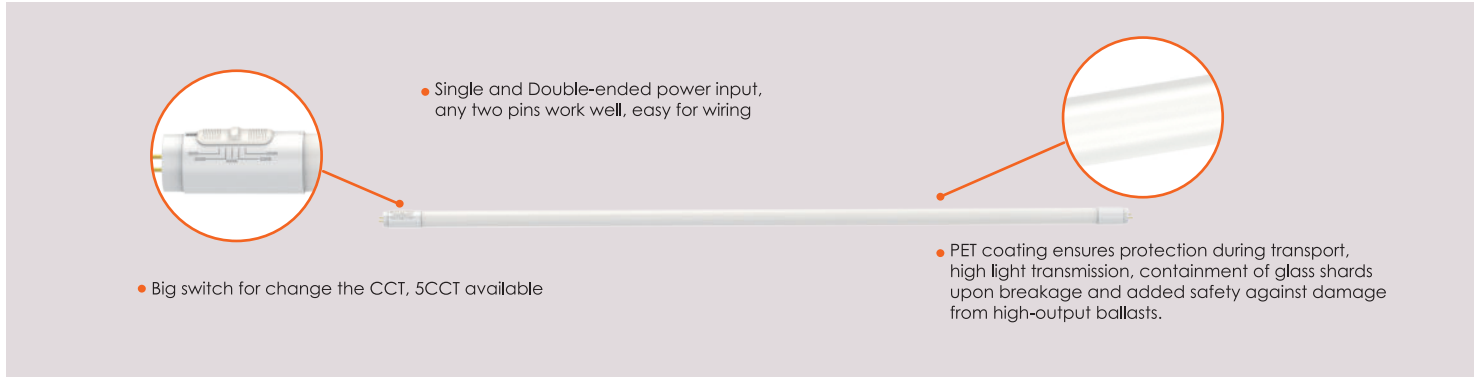 Single and Double-ended power input,
any two pins work well, easy for wiring
Big switch for change the CCT, 5CCT available
PET coating ensures protection during transport,
high light transmission, containment of glass shards
upon breakage and added safety against damage
from high-output ballasts.